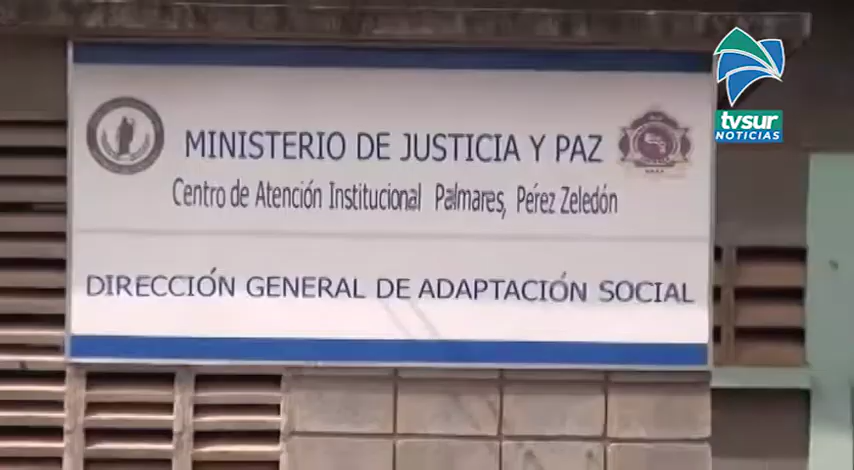 tvsur
NOTICIAS
MINISTERIO DE JUSTICIA Y PAZ
Centro de Atención Institucional Palmares, Pérez Zeledón
DIRECCIÓN GENERAL DE ADAPTACIÓN SOCIAL